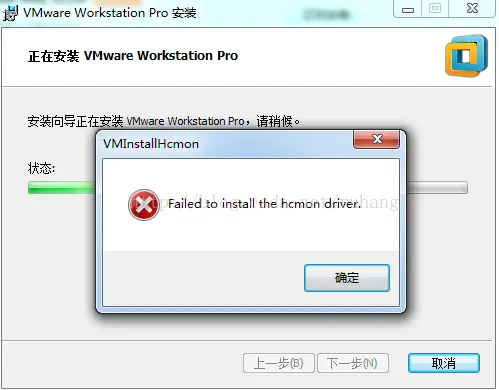 VMware Workstation Pro 安装
正在安装 VMware Workstation Pro
安装向导正在安装 VMware Workstation Pro，请稍候。
状态:
VMInstallHcmon
Failed to install the hcmon driver.
确定
上一步(B)
下一步(N)
取消